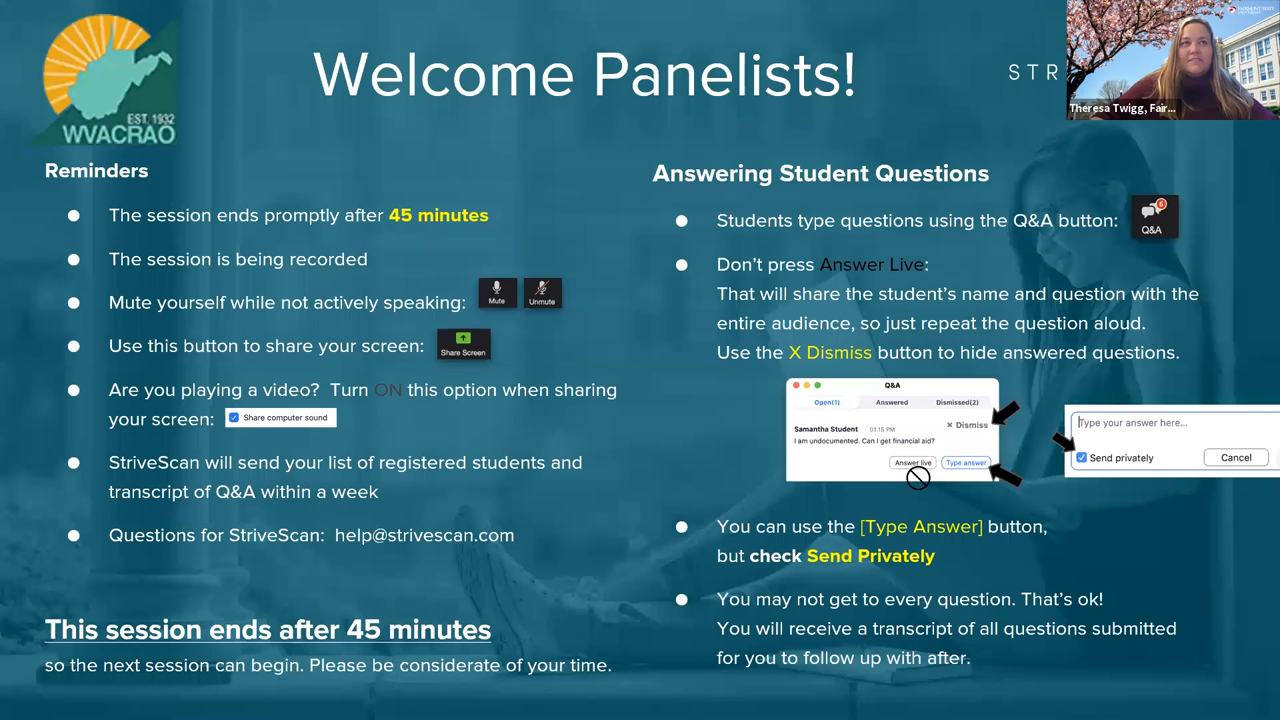 Welcome Panelists!
STR
Theresa Twigg, Fair...
EST. 1932
WVACRAO
Reminders
The session ends promptly after 45 minutes
The session is being recorded
Mute yourself while not actively speaking:
Mute
Unmute
Use this button to share your screen:
Share Screen
Are you playing a video? Turn ON this option when sharing
your screen:
Share computer sound
StriveScan will send your list of registered students and
transcript of Q&A within a week
Questions for StriveScan: help@strivescan.com
This session ends after 45 minutes
so the next session can begin. Please be considerate of your time.
Answering Student Questions
Students type questions using the Q&A button:
6
Q&A
Don't press Answer Live:
That will share the student's name and question with the
entire audience, so just repeat the question aloud.
Use the X Dismiss button to hide answered questions.
Q&A
Open(1) Answered Dismissed(2)
Samantha Student 01:15 PM × Dismiss
I am undocumented. Can I get financial aid?
Answer live Type answer
Type your answer here...
Send privately Cancel
You can use the [Type Answer] button,
but check Send Privately
You may not get to every question. That's ok!
You will receive a transcript of all questions submitted
for you to follow up with after.